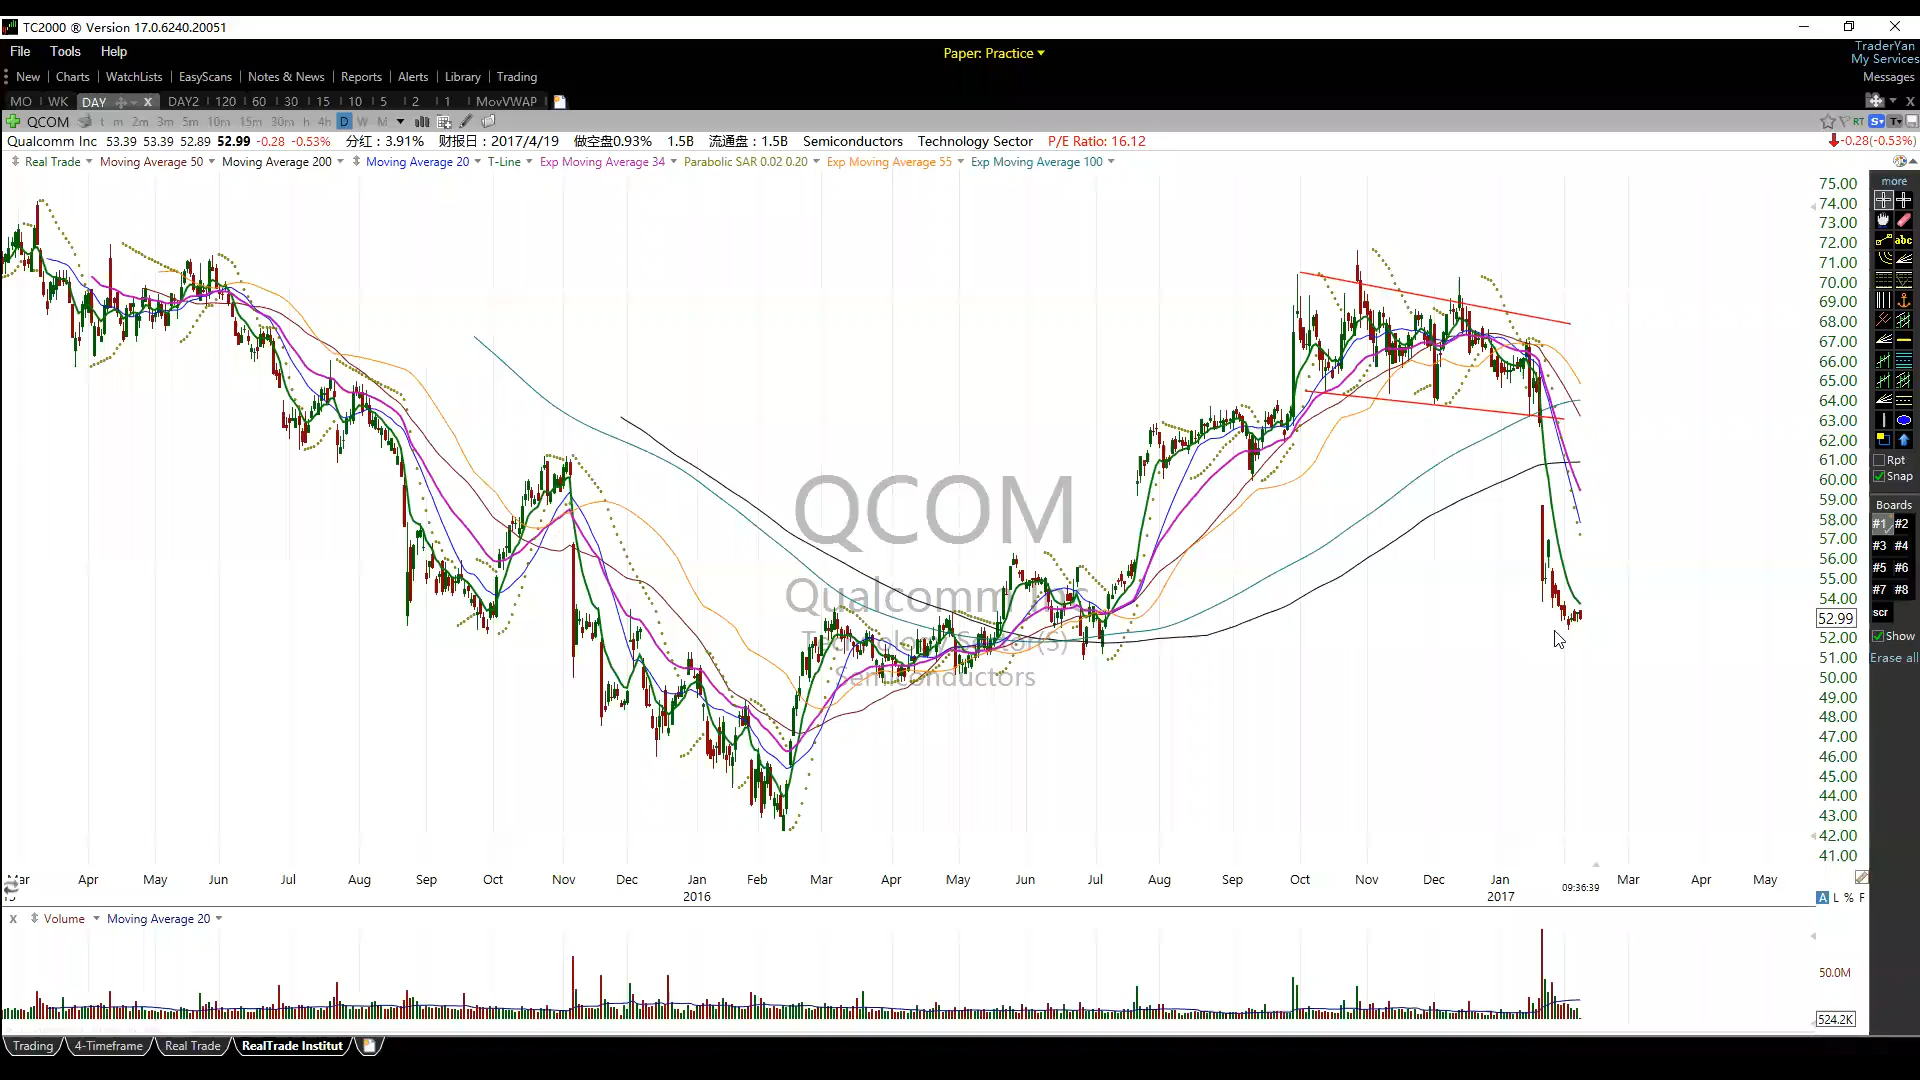 TC2000 ® Version 17.0.6240.20051
File Tools Help
Paper: Practice
TraderYan
My Services
New Charts WatchLists EasyScans Notes & News Reports Alerts Library Trading
Messages
MO WK DAY X DAY2 120 60 30 15 10 5 2 1 MovVWAP
X
QCOM t m 2m 3m 5m 10m 15m 30m h 4h D W M
RT S T
Qualcomm Inc 53.39 53.39 52.89 52.99 -0.28 -0.53% 分红：3.91% 财报日：2017/4/19 做空盘0.93% 1.5B 流通盘：1.5B Semiconductors Technology Sector P/E Ratio: 16.12
-0.28(-0.53%)
Real Trade Moving Average 50 Moving Average 200 Moving Average 20 T-Line Exp Moving Average 34 Parabolic SAR 0.02 0.20 Exp Moving Average 55 Exp Moving Average 100
75.00
74.00
73.00
72.00
71.00
70.00
69.00
68.00
67.00
66.00
65.00
64.00
63.00
62.00
61.00
60.00
59.00
58.00
57.00
56.00
55.00
54.00
52.99
52.00
51.00
50.00
49.00
48.00
47.00
46.00
45.00
44.00
43.00
42.00
41.00
more
abc
Rpt
Snap
Boards
#1 #2
#3 #4
#5 #6
#7 #8
scr
Show
Erase all
QCOM
Qualcomm Inc
Technology Sector(S)
Semiconductors
Apr May Jun Jul Aug Sep Oct Nov Dec Jan Feb Mar Apr May Jun Jul Aug Sep Oct Nov Dec Jan 09:36:39 Mar Apr May
2016 2017
A L % F
X Volume Moving Average 20
50.0M
524.2K
Trading 4-Timeframe Real Trade RealTrade Institut